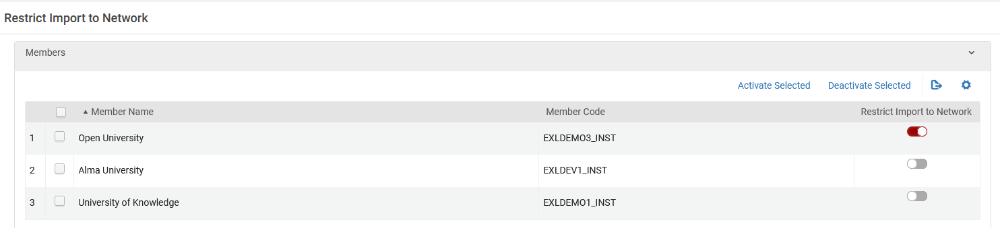 Restrict Import to Network
Members
Activate Selected Deactivate Selected
Member Name Member Code Restrict Import to Network
1 Open University EXLDEMO3_INST
2 Alma University EXLDEV1_INST
3 University of Knowledge EXLDEMO1_INST